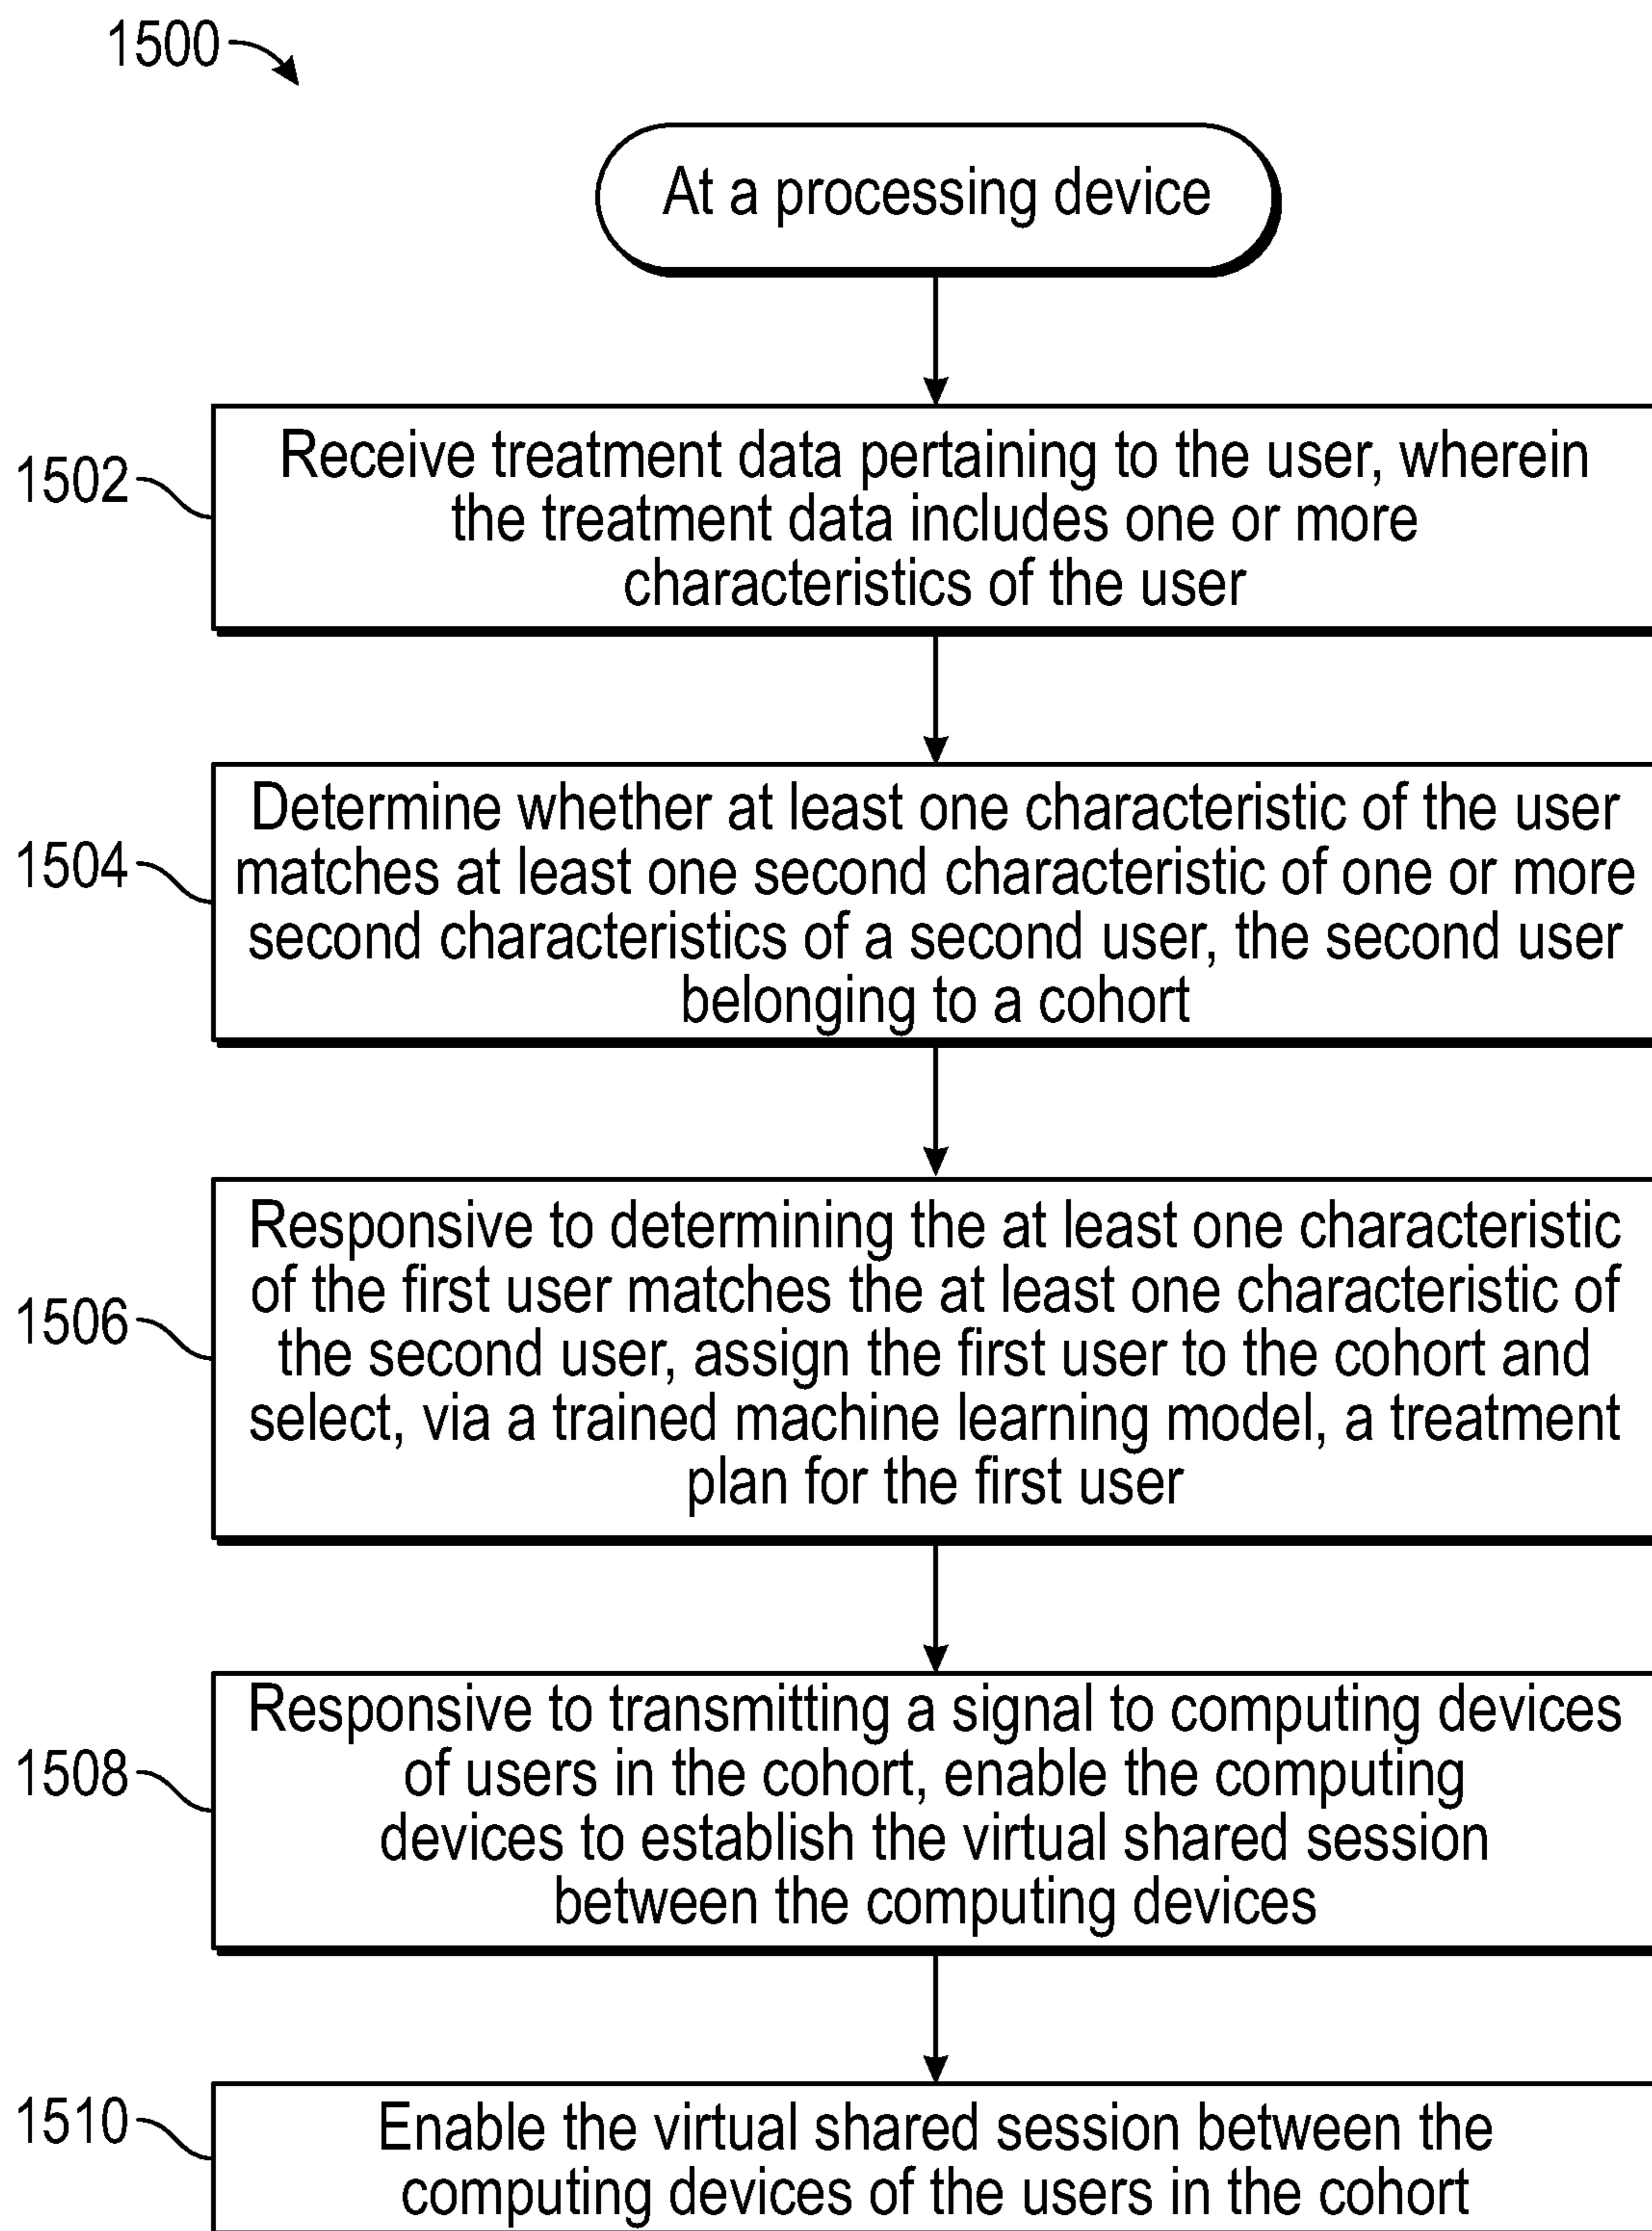 1500
At a processing device
1502
Receive treatment data pertaining to the user, wherein
the treatment data includes one or more
characteristics of the user
1504
Determine whether at least one characteristic of the user
matches at least one second characteristic of one or more
second characteristics of a second user, the second user
belonging to a cohort
1506
Responsive to determining the at least one characteristic
of the first user matches the at least one characteristic of
the second user, assign the first user to the cohort and
select, via a trained machine learning model, a treatment
plan for the first user
1508
Responsive to transmitting a signal to computing devices
of users in the cohort, enable the computing
devices to establish the virtual shared session
between the computing devices
1510
Enable the virtual shared session between the
computing devices of the users in the cohort